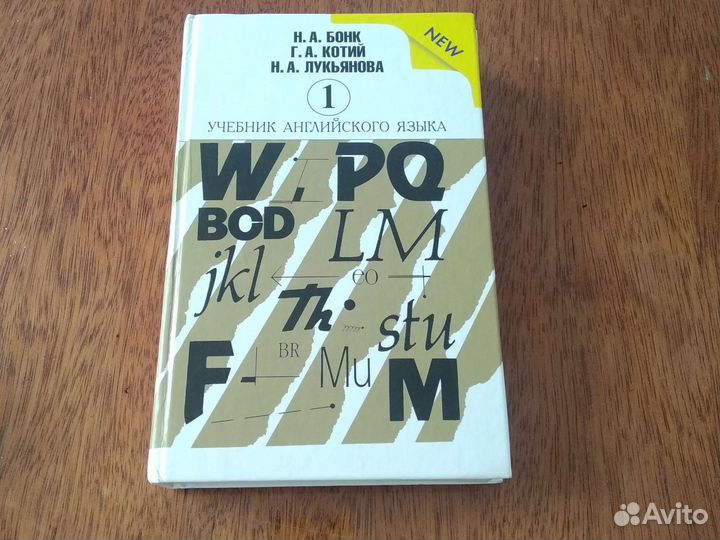 Н. А. БОНК
Г. А. КОТИЙ
Н. А. ЛУКЬЯНОВА
NEW
1
УЧЕБНИК АНГЛИЙСКОГО ЯЗЫКА
W : PQ
BCD
LM
jkl
eo
Th
stu
BR
F
Mu
M
Avito